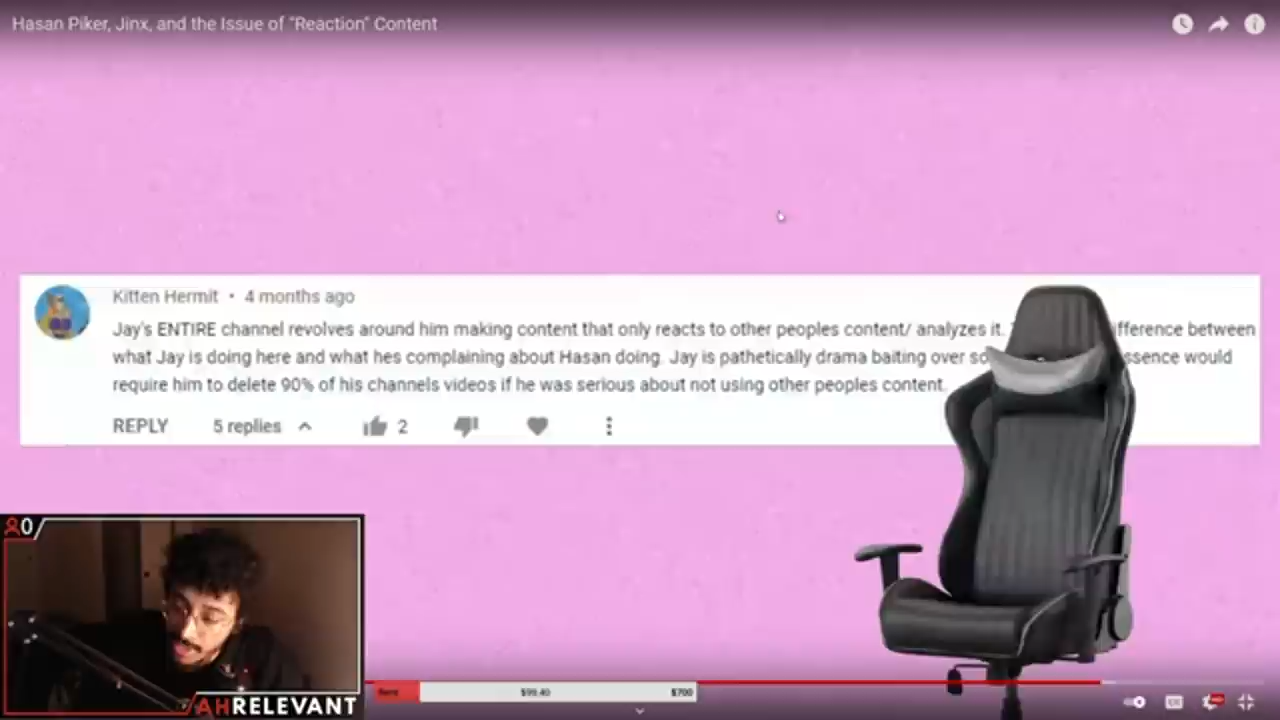 Hasan Piker, Jinx, and the Issue of "Reaction" Content
Kitten Hermit • 4 months ago
Jay's ENTIRE channel revolves around him making content that only reacts to other peoples content/ analyzes it. ifference between
what Jay is doing here and what hes complaining about Hasan doing. Jay is pathetically drama baiting over so ssence would
require him to delete 90% of his channels videos if he was serious about not using other peoples content.
REPLY 5 replies 2
0
AHRELEVANT
$99.40 $700